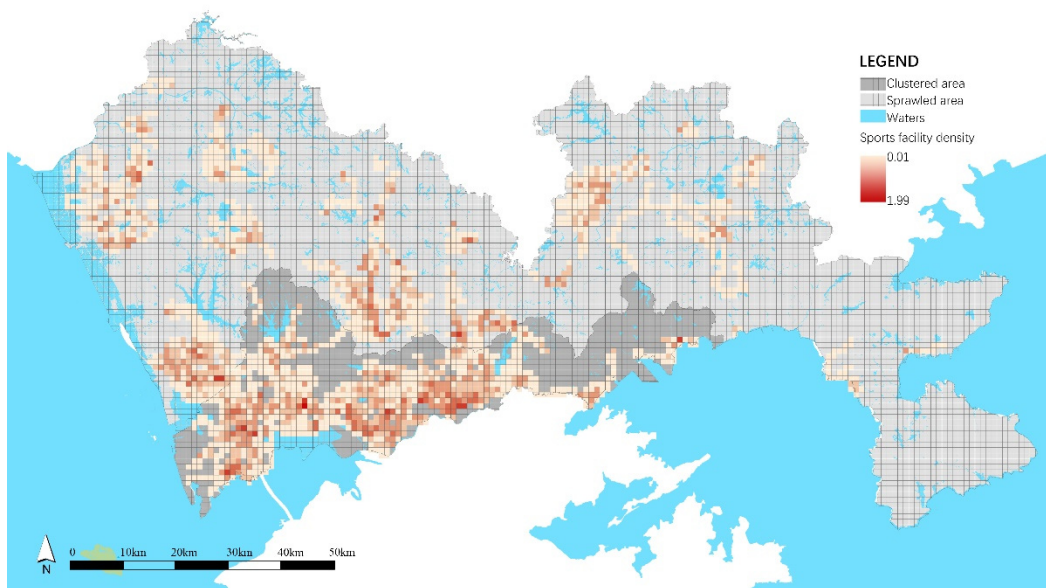 LEGEND
Clustered area
Sprawled area
Waters
Sports facility density
0.01
1.99
N
0 10km 20km 30km 40km 50km